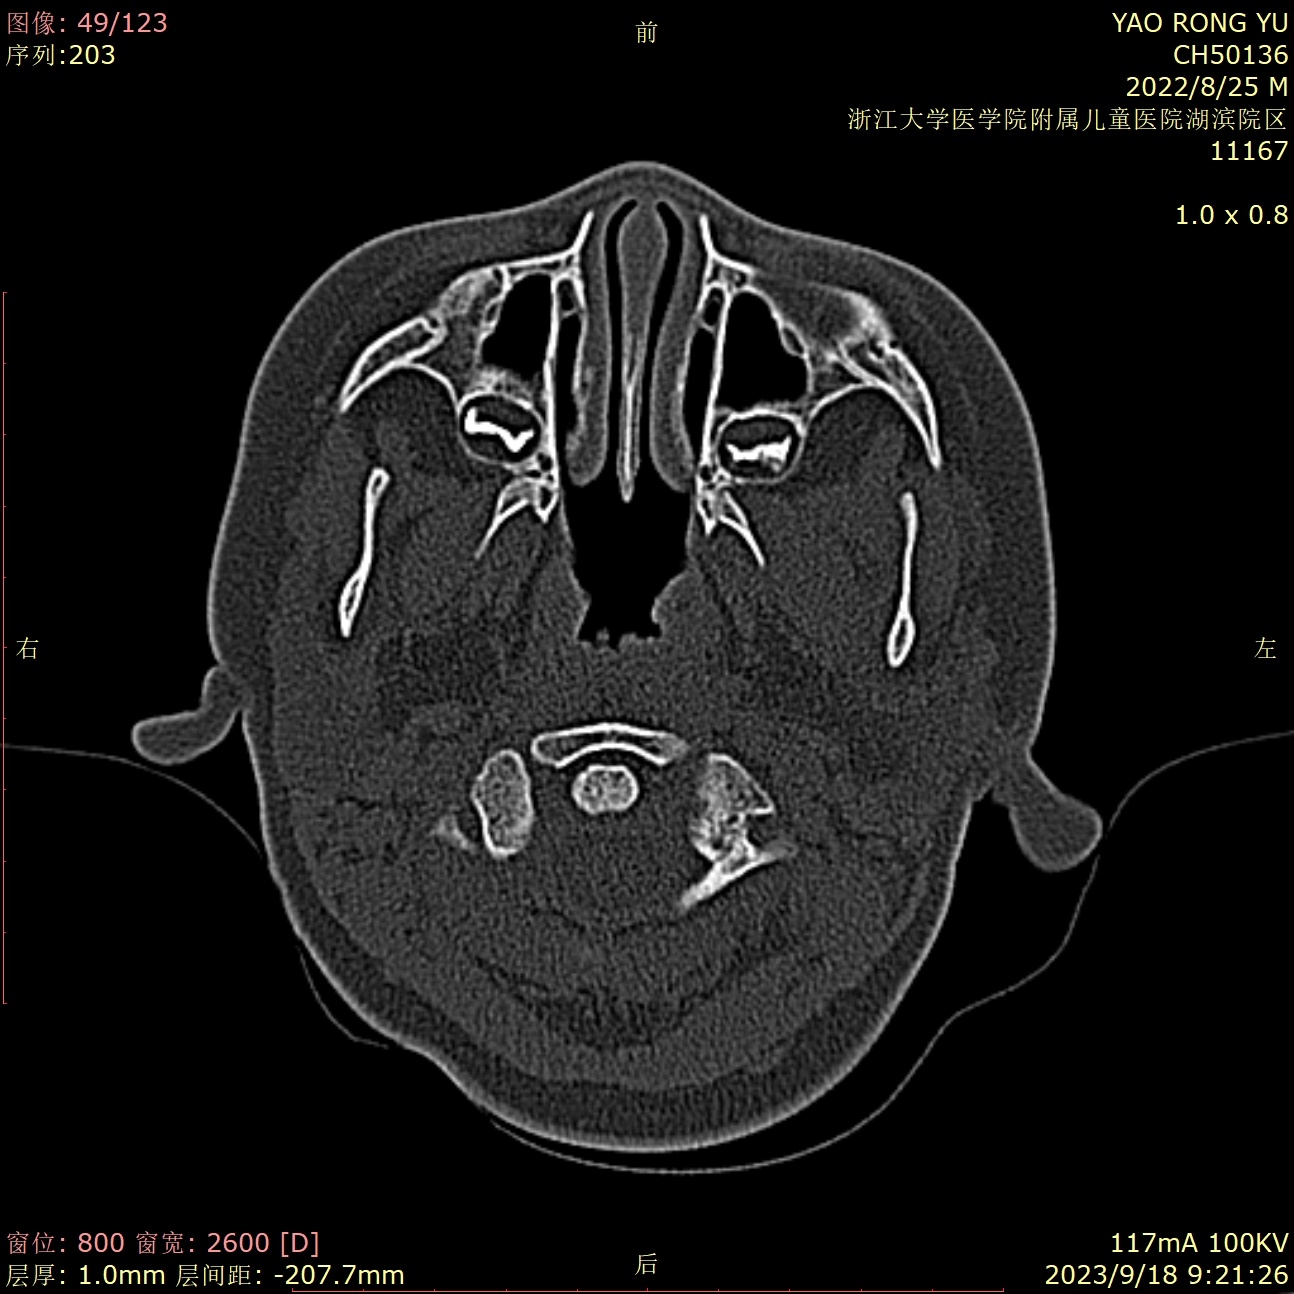 图像: 49/123
序列:203
前
YAO RONG YU
CH50136
2022/8/25 M
浙江大学医学院附属儿童医院湖滨院区
11167
1.0 x 0.8
右
左
窗位: 800 窗宽: 2600 [D]
层厚: 1.0mm 层间距: -207.7mm
后
117mA 100KV
2023/9/18 9:21:26